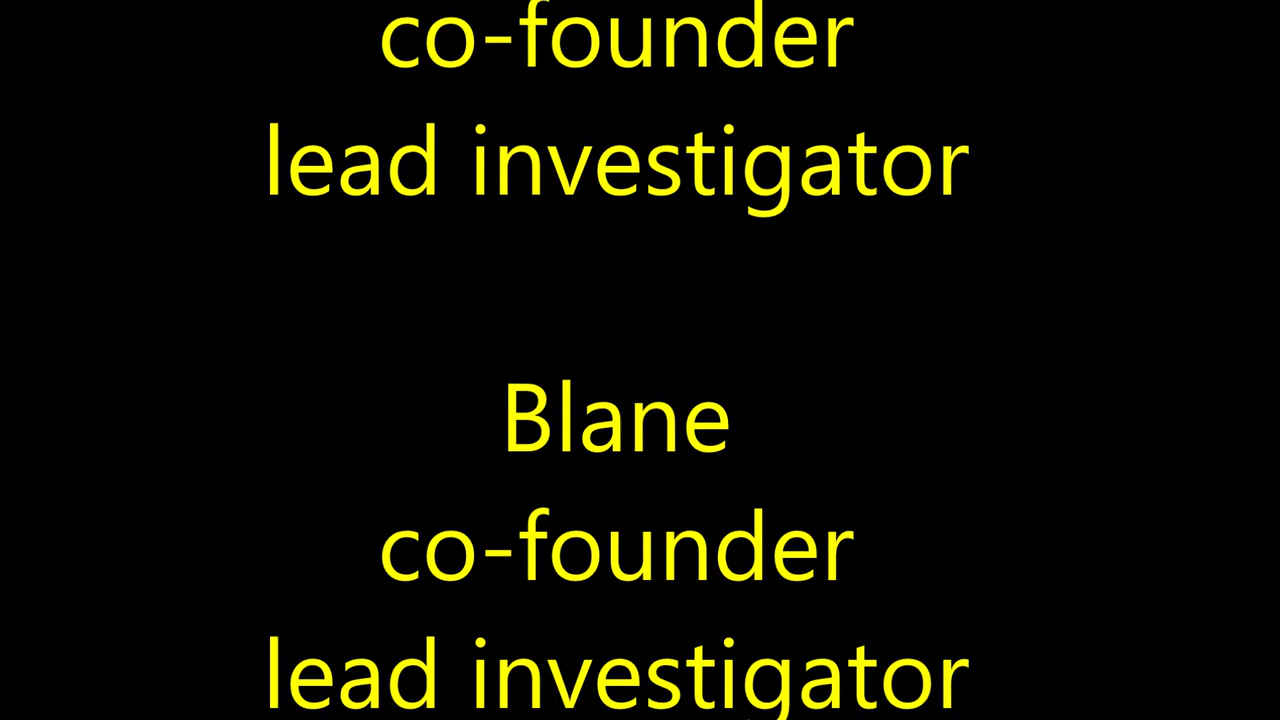 co-founder
lead investigator
Blane
co-founder
lead investigator